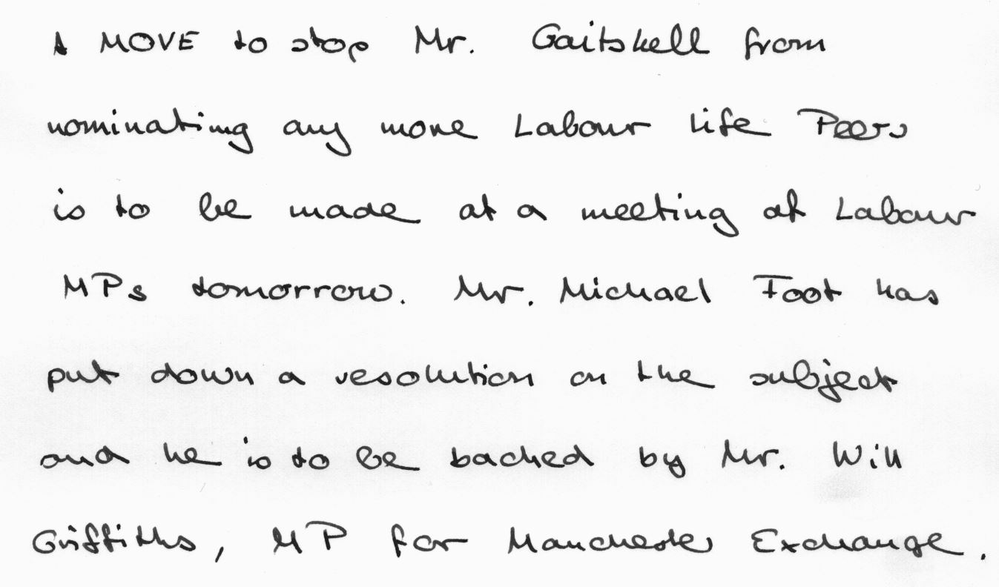 A MOVE to stop Mr. Gaitskell from
nominating any more Labour life Peers
is to be made at a meeting of Labour
MPs tomorrow. Mr. Michael Foot has
put down a resolution on the subject
and he is to be backed by Mr. Will
Griffiths, MP for Manchester Exchange.